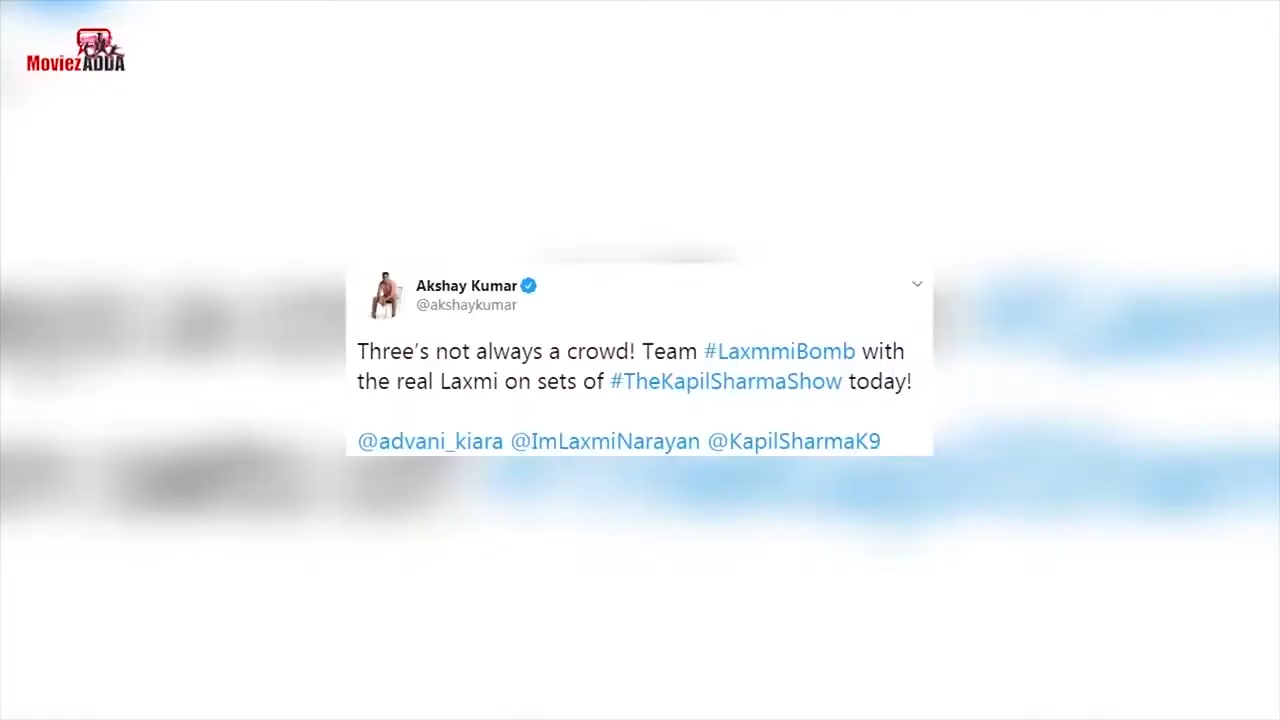 MoviezADDA
Akshay Kumar
@akshaykumar
Three's not always a crowd! Team #LaxmmiBomb with
the real Laxmi on sets of #TheKapilSharmaShow today!
@advani_kiara @ImLaxmiNarayan @KapilSharmaK9